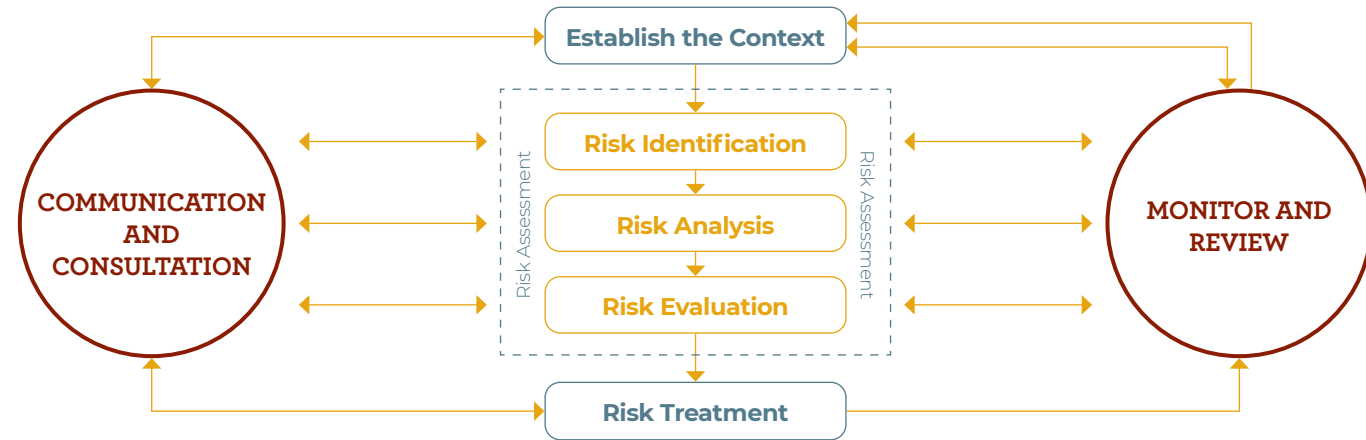 Establish the Context
Risk Identification
Risk Assessment
Risk Assessment
COMMUNICATION
AND
CONSULTATION
Risk Analysis
MONITOR AND
REVIEW
Risk Evaluation
Risk Treatment